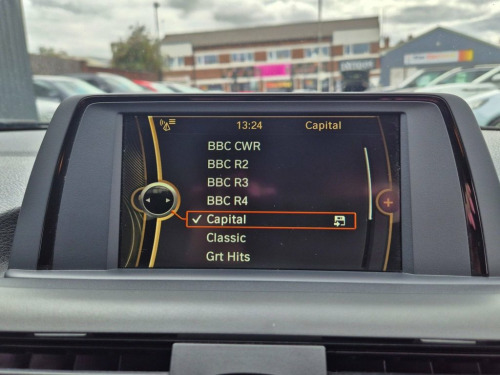 13:24 Capital
BBC CWR
BBC R2
BBC R3
BBC R4
Capital
Classic
Grt Hits